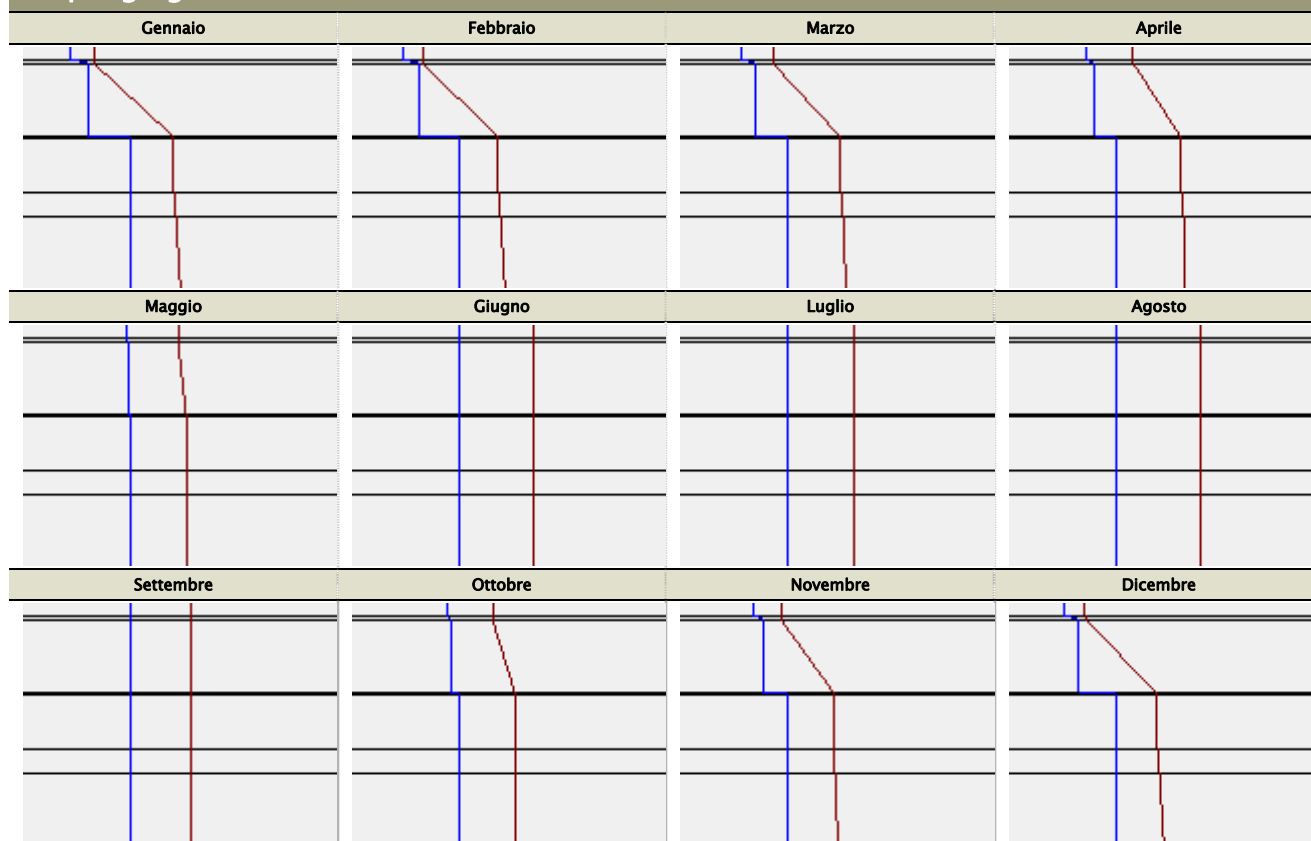 Gennaio Febbraio Marzo Aprile
Maggio Giugno Luglio Agosto
Settembre Ottobre Novembre Dicembre